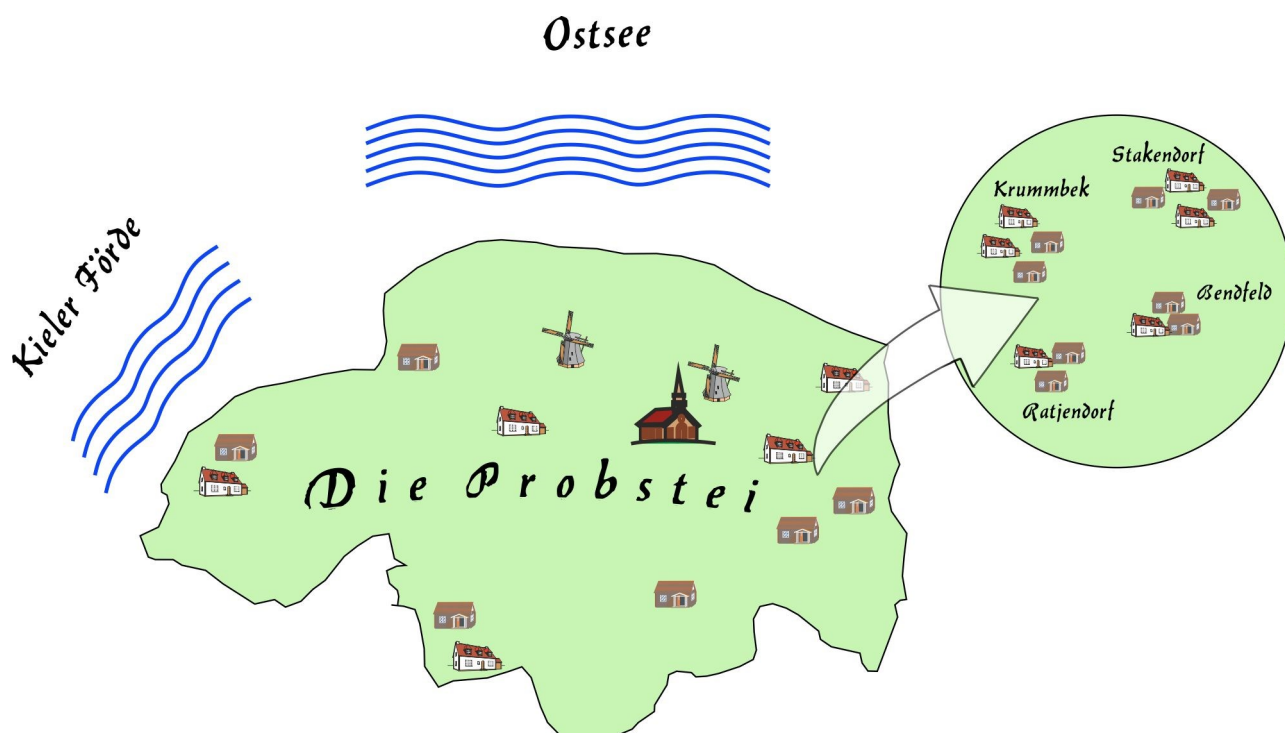 Ostsee
Kieler Förde
Die Probstei
Stakendorf
Krummbek
Bendfeld
Ratjendorf